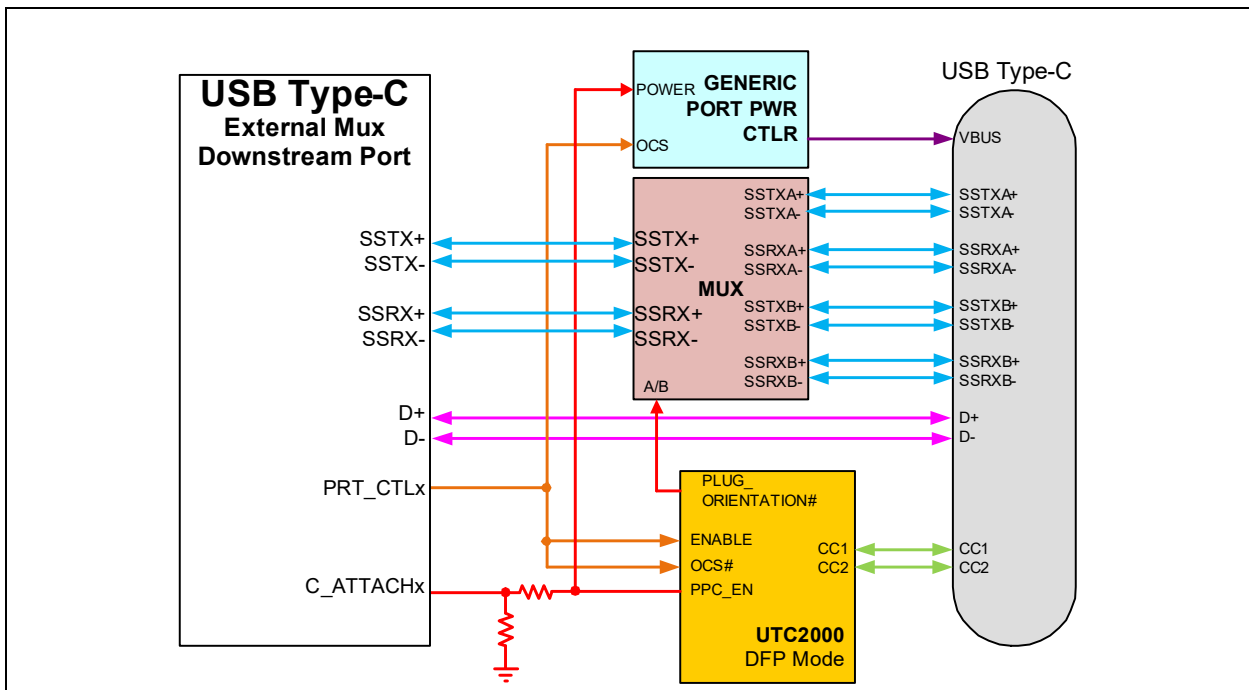 USB Type-C
External Mux
Downstream Port
SSTX+
SSTX-
SSRX+
SSRX-
D+
D-
PRT_CTLx
C_ATTACHx
POWER
GENERIC
PORT PWR
CTLR
OCS
SSTX+
SSTX-
MUX
SSRX+
SSRX-
A/B
SSTXA+
SSTXA-
SSRXA+
SSRXA-
SSTXB+
SSTXB-
SSRXB+
SSRXB-
PLUG_
ORIENTATION#
ENABLE
OCS#
PPC_EN
CC1
CC2
UTC2000
DFP Mode
USB Type-C
VBUS
SSTXA+
SSTXA-
SSRXA+
SSRXA-
SSTXB+
SSTXB-
SSRXB+
SSRXB-
D+
D-
CC1
CC2